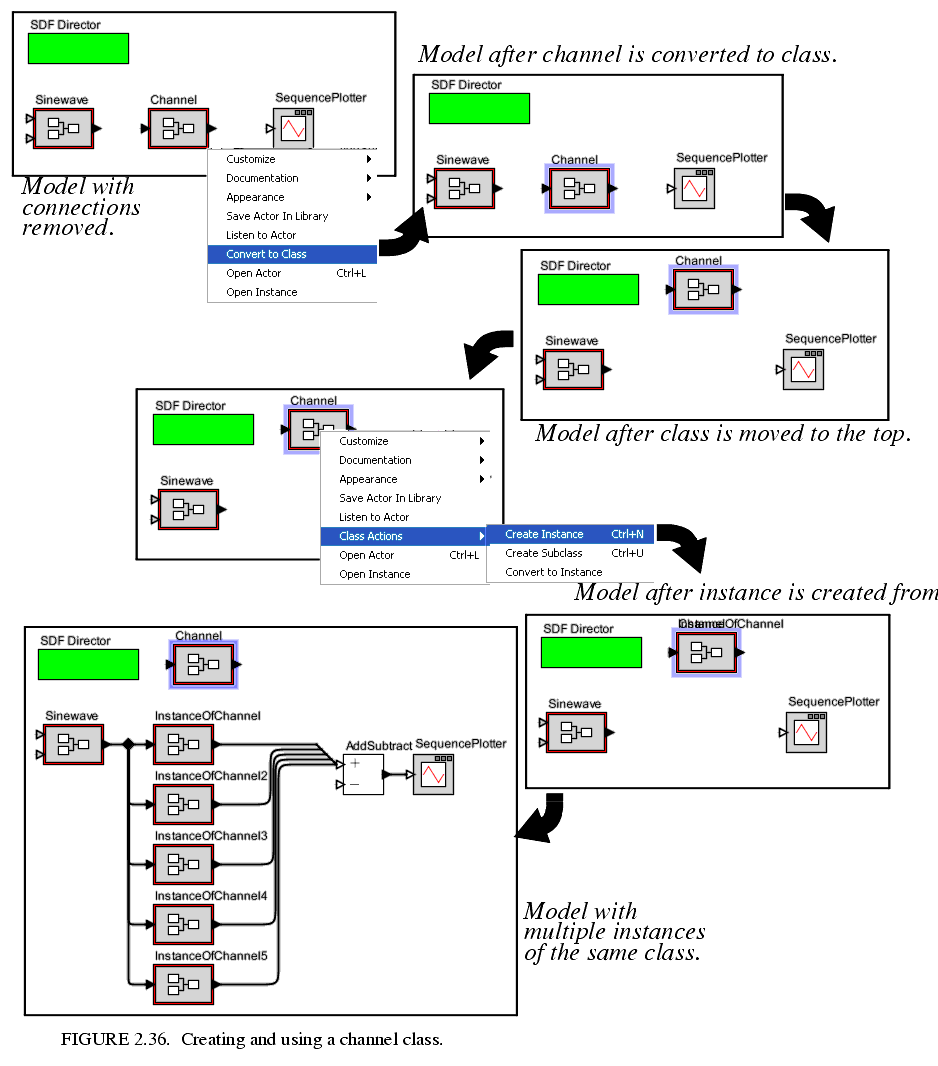 SDF Director
Sinewave
Channel
SequencePlotter
Customize
Documentation
Appearance
Save Actor In Library
Listen to Actor
Convert to Class
Open Actor Ctrl+L
Open Instance
Model with
connections
removed.
Model after channel is converted to class.
SDF Director
Sinewave
Channel
SequencePlotter
SDF Director
Channel
Sinewave
SequencePlotter
Model after class is moved to the top.
SDF Director
Channel
Sinewave
Customize
Documentation
Appearance
Save Actor In Library
Listen to Actor
Class Actions
Open Actor Ctrl+L
Open Instance
Create Instance Ctrl+N
Create Subclass Ctrl+U
Convert to Instance
Model after instance is created from
SDF Director
InstanceOfChannel
Sinewave
SequencePlotter
SDF Director
Channel
Sinewave
InstanceOfChannel
InstanceOfChannel2
InstanceOfChannel3
InstanceOfChannel4
InstanceOfChannel5
AddSubtract
+
−
SequencePlotter
Model with
multiple instances
of the same class.
FIGURE 2.36. Creating and using a channel class.